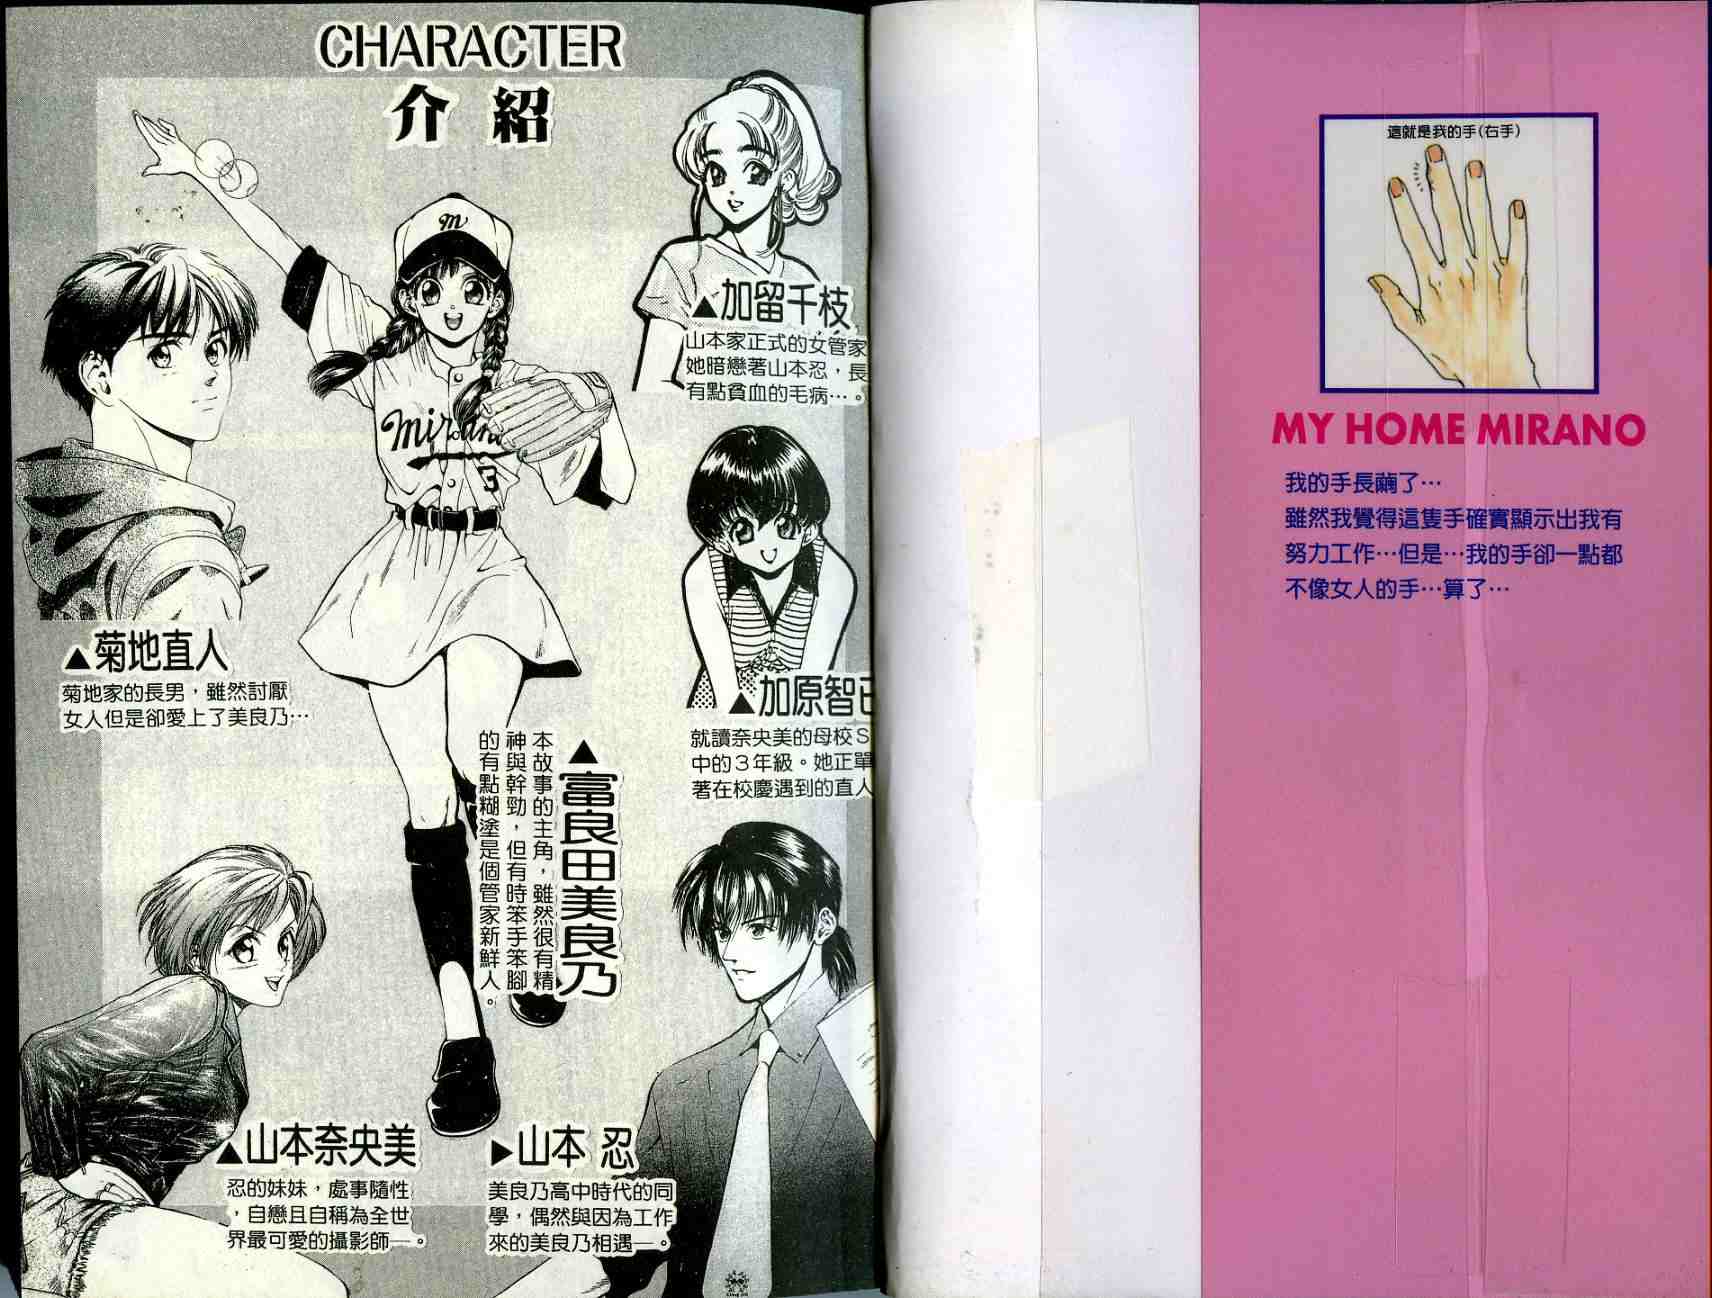 CHARACTER
介紹
m
Mirano
3
▲加留千枝
山本家正式的女管家
她暗戀著山本忍，長
有點貧血的毛病…。
▲菊地直人
菊地家的長男，雖然討厭
女人但是卻愛上了美良乃…
▲加原智
就讀奈央美的母校S
中的3年級。她正單
著在校慶遇到的直人
▲富良田美良乃
本故事的主角，雖然很有精
神與幹勁，但有時笨手笨腳
的有點糊塗是個管家新鮮人。
▲山本奈央美
忍的妹妹，處事隨性
，自戀且自稱為全世
界最可愛的攝影師—。
▶山本 忍
美良乃高中時代的同
學，偶然與因為工作
來的美良乃相遇—。
這就是我的手(右手)
MY HOME MIRANO
我的手長繭了…
雖然我覺得這隻手確實顯示出我有
努力工作…但是…我的手卻一點都
不像女人的手…算了…